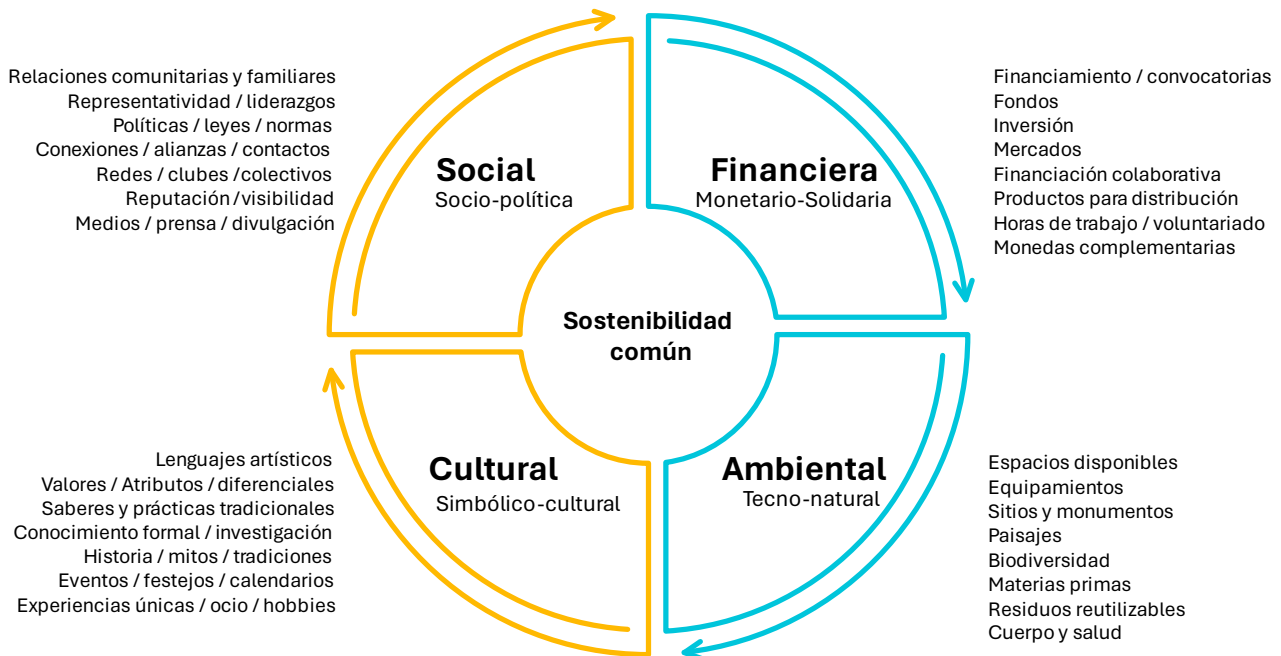 Relaciones comunitarias y familiares
Representatividad / liderazgos
Políticas / leyes / normas
Conexiones / alianzas / contactos
Redes / clubes /colectivos
Reputación /visibilidad
Medios / prensa / divulgación
Social
Socio-política
Financiera
Monetario-Solidaria
Financiamiento / convocatorias
Fondos
Inversión
Mercados
Financiación colaborativa
Productos para distribución
Horas de trabajo / voluntariado
Monedas complementarias
Sostenibilidad
común
Lenguajes artísticos
Valores / Atributos / diferenciales
Saberes y prácticas tradicionales
Conocimiento formal / investigación
Historia / mitos / tradiciones
Eventos / festejos / calendarios
Experiencias únicas / ocio / hobbies
Cultural
Simbólico-cultural
Ambiental
Tecno-natural
Espacios disponibles
Equipamientos
Sitios y monumentos
Paisajes
Biodiversidad
Materias primas
Residuos reutilizables
Cuerpo y salud